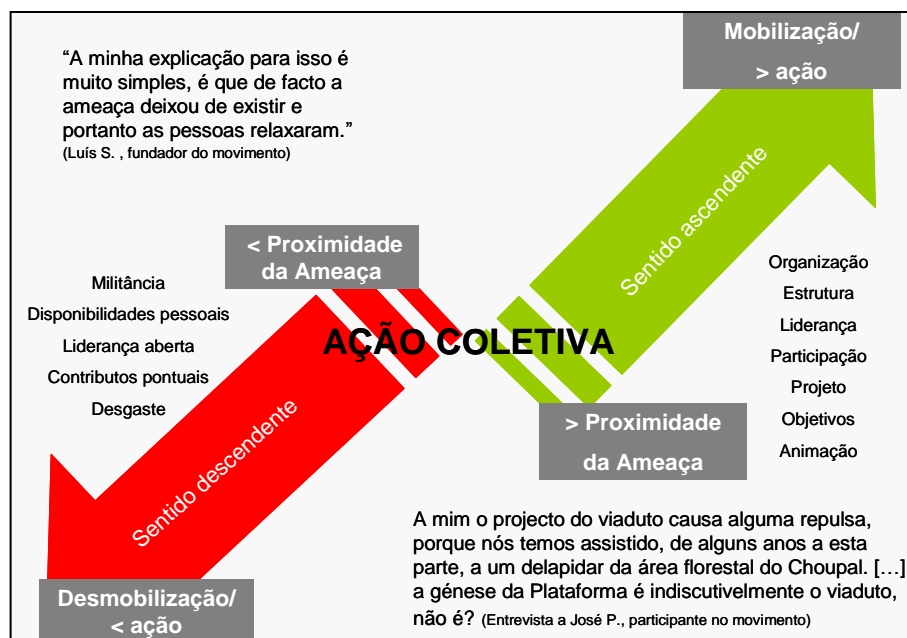 “A minha explicação para isso é
muito simples, é que de facto a
ameaça deixou de existir e
portanto as pessoas relaxaram.”
(Luís S. , fundador do movimento)
Mobilização/
> ação
Sentido ascendente
< Proximidade
da Ameaça
Militância
Disponibilidades pessoais
Liderança aberta
Contributos pontuais
Desgaste
AÇÃO COLETIVA
Organização
Estrutura
Liderança
Participação
Projeto
Objetivos
Animação
> Proximidade
da Ameaça
Sentido descendente
Desmobilização/
< ação
A mim o projecto do viaduto causa alguma repulsa,
porque nós temos assistido, de alguns anos a esta
parte, a um delapidar da área florestal do Choupal. […]
a génese da Plataforma é indiscutivelmente o viaduto,
não é? (Entrevista a José P., participante no movimento)